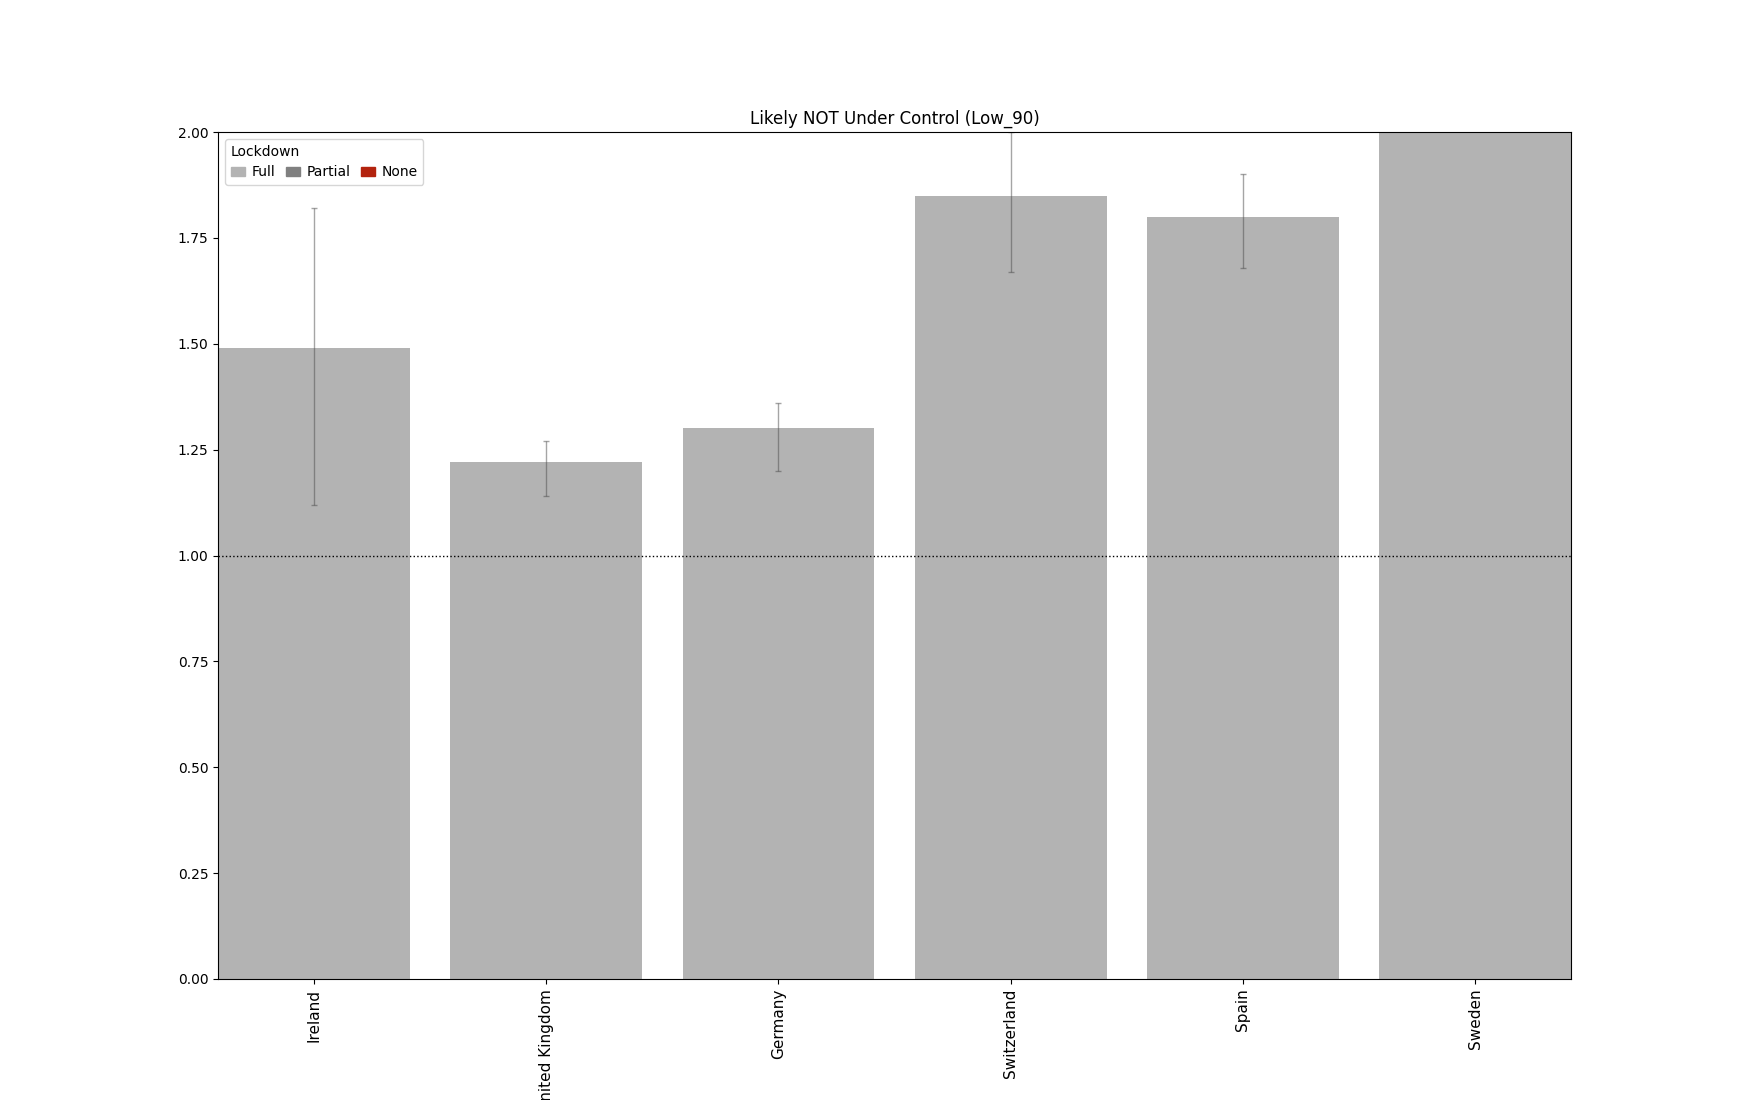 Likely NOT Under Control (Low_90)
Lockdown
Full Partial None
2.00
1.75
1.50
1.25
1.00
0.75
0.50
0.25
0.00
Ireland
nited Kingdom
Germany
Switzerland
Spain
Sweden